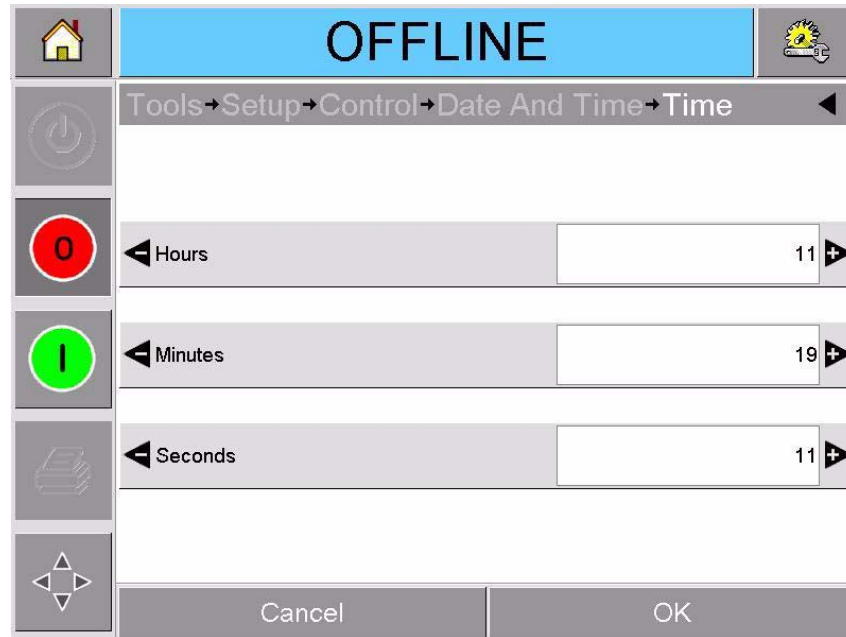 OFFLINE
Tools→Setup→Control→Date And Time→Time
0
Hours
11
I
Minutes
19
Seconds
11
Cancel
OK